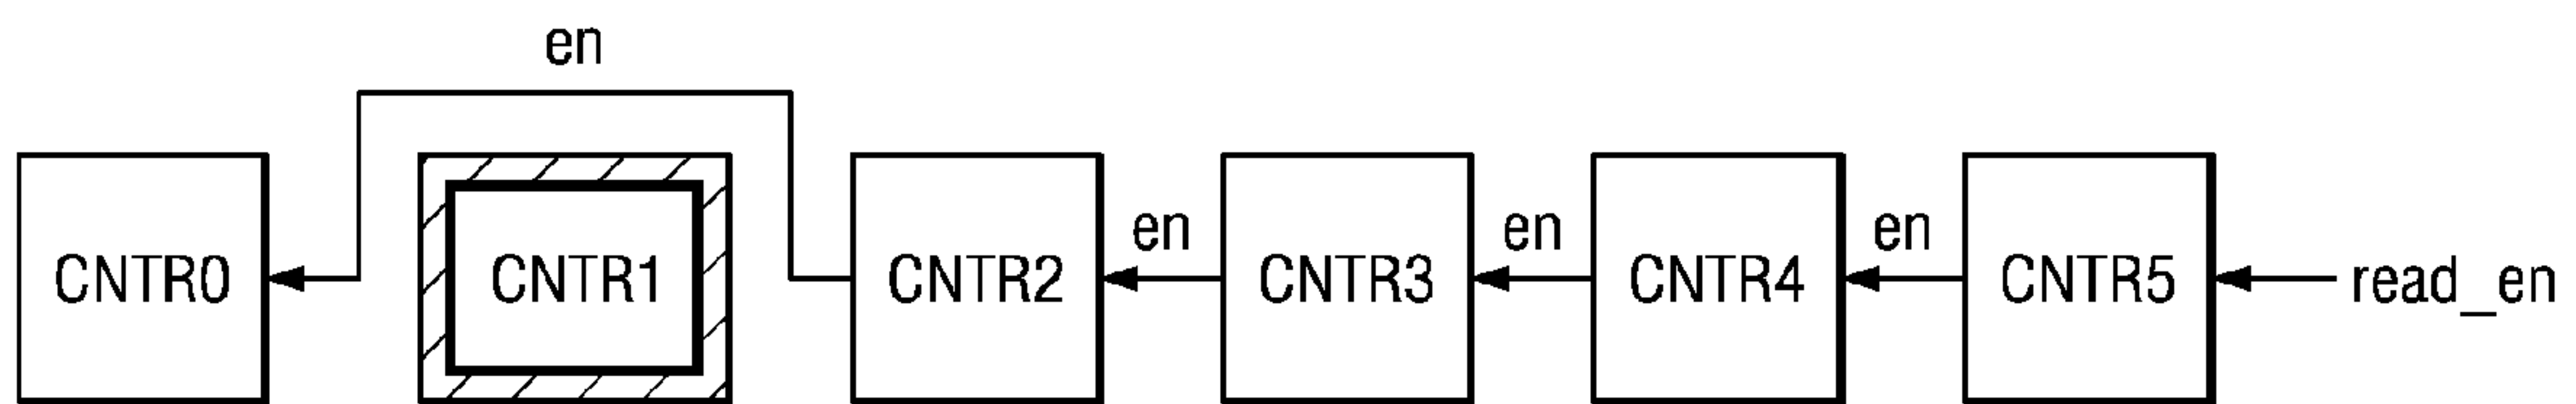 en
en
en
en
CNTR0
CNTR1
CNTR2
CNTR3
CNTR4
CNTR5
read_en